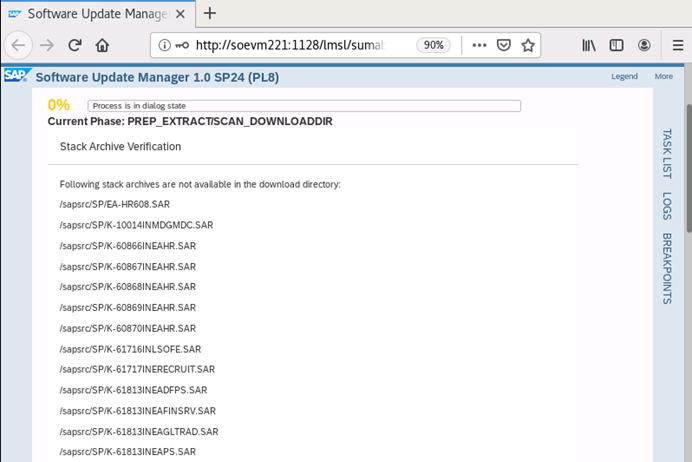 Software Update Manage
http://soevm221:1128/lmsl/sumab
90%
SAP
Software Update Manager 1.0 SP24 (PL8)
Legend
More
0%
Process is in dialog state
Current Phase: PREP_EXTRACT/SCAN_DOWNLOADDIR
Stack Archive Verification
Following stack archives are not available in the download directory:
/sapsrc/SP/EA-HR608.SAR
/sapsrc/SP/K-10014INMDGMDC.SAR
/sapsrc/SP/K-60866INEAHR.SAR
/sapsrc/SP/K-60867INEAHR.SAR
/sapsrc/SP/K-60868INEAHR.SAR
/sapsrc/SP/K-60869INEAHR.SAR
/sapsrc/SP/K-60870INEAHR.SAR
/sapsrc/SP/K-61716INLSOFE.SAR
/sapsrc/SP/K-61717INERECRUIT.SAR
/sapsrc/SP/K-61813INEADFPS.SAR
/sapsrc/SP/K-61813INEAFINSRV.SAR
/sapsrc/SP/K-61813INEAGLTRAD.SAR
/sapsrc/SP/K-61813INEAPS.SAR
TASK LIST
LOGS
BREAKPOINTS